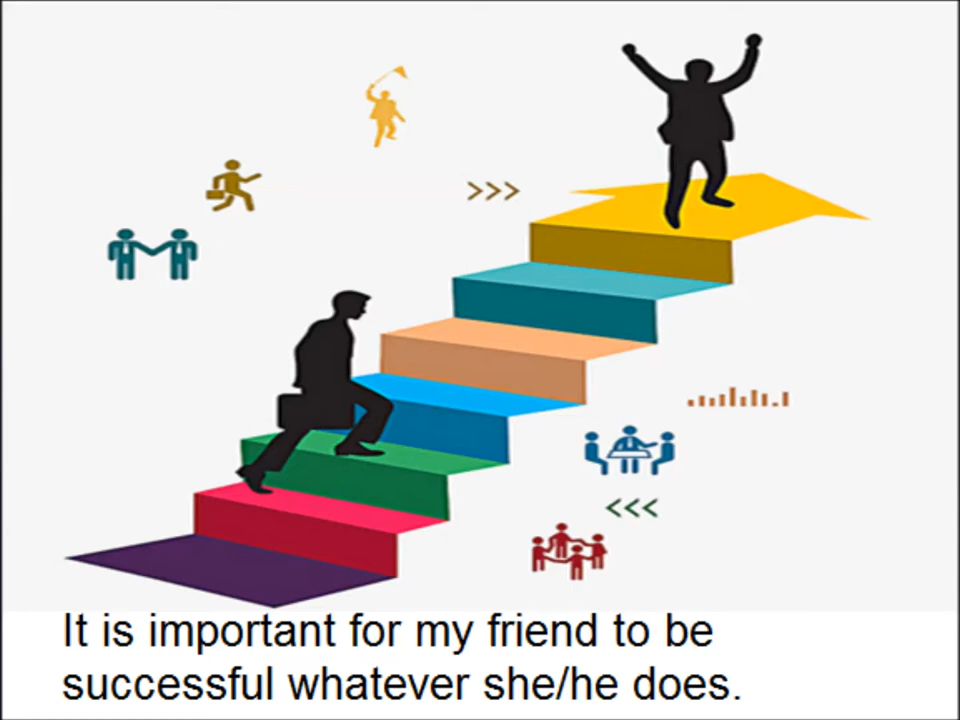 It is important for my friend to be
successful whatever she/he does.